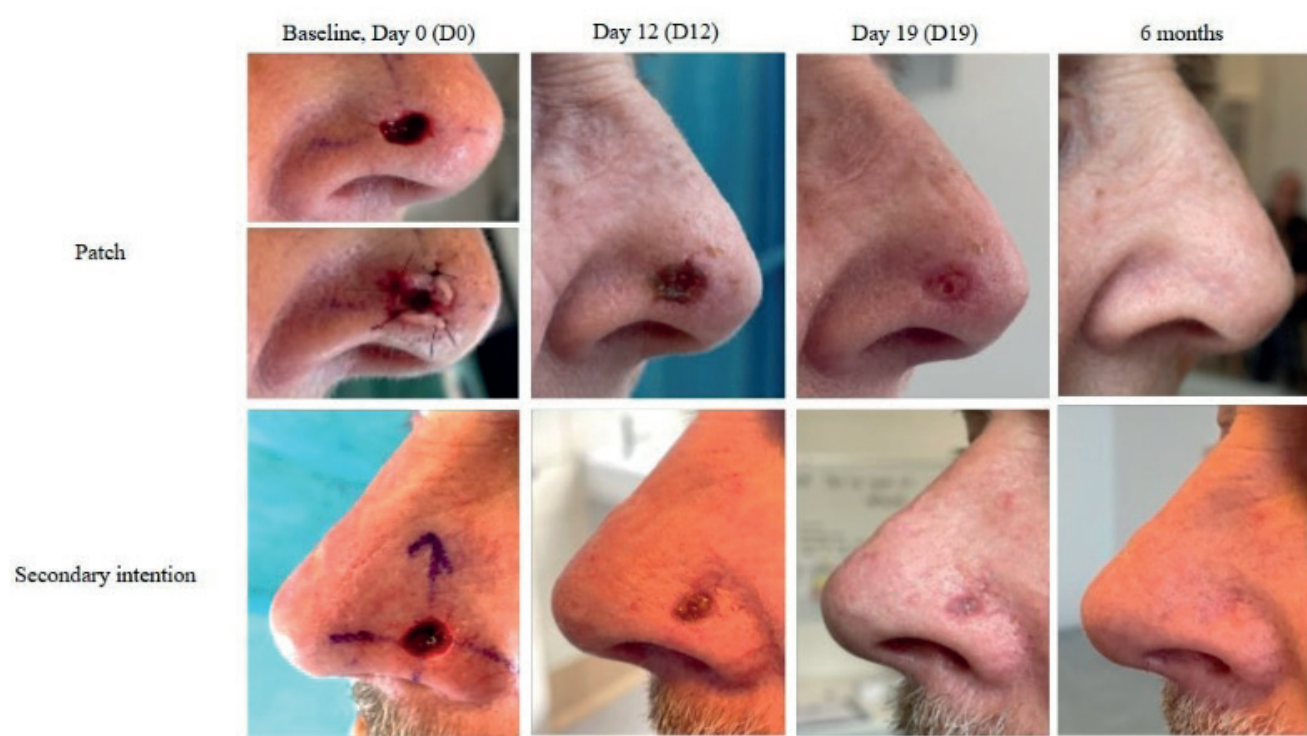 Baseline, Day 0 (D0)
Day 12 (D12)
Day 19 (D19)
6 months
Patch
Secondary intention